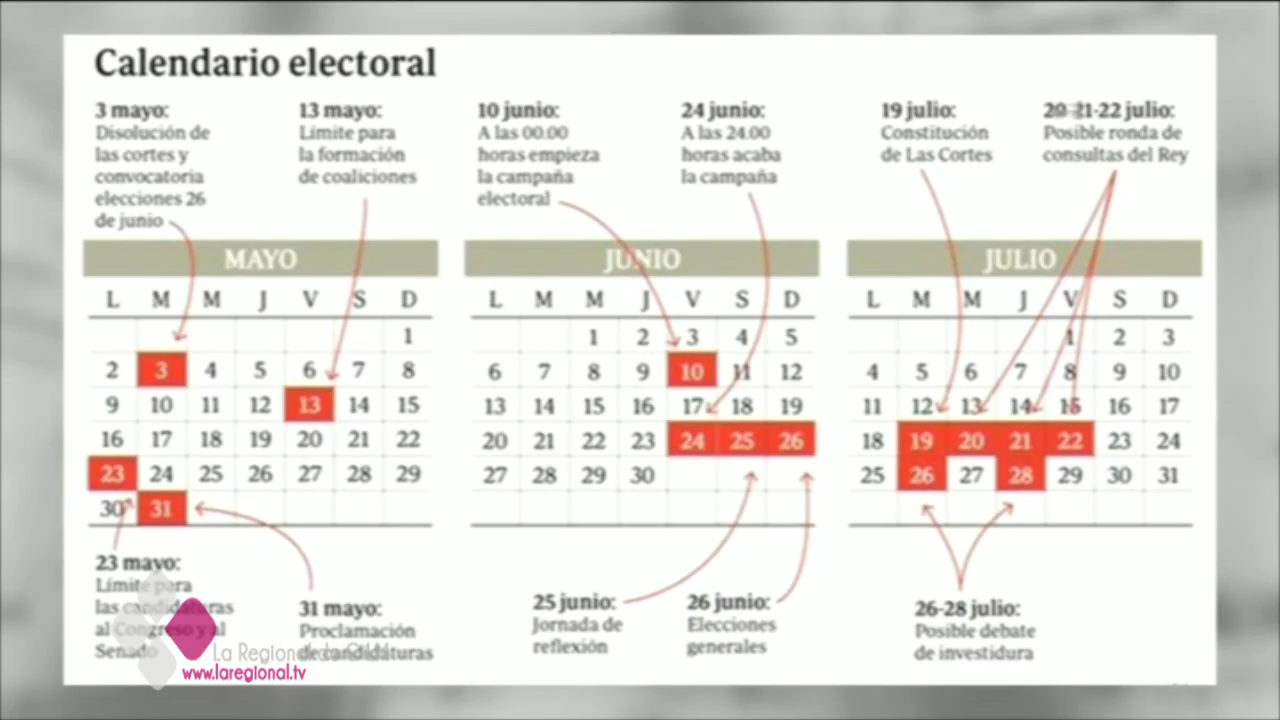 Calendario electoral
3 mayo:
Disolución de
las cortes y
convocatoria
elecciones 26
de junio
13 mayo:
Límite para
la formación
de coaliciones
10 junio:
A las 00.00
horas empieza
la campaña
electoral
24 junio:
A las 24.00
horas acaba
la campaña
19 julio:
Constitución
de Las Cortes
20-21-22 julio:
Posible ronda de
consultas del Rey
MAYO
L M M J V S D
1
2 3 4 5 6 7 8
9 10 11 12 13 14 15
16 17 18 19 20 21 22
23 24 25 26 27 28 29
30 31
JUNIO
L M M J V S D
1 2 3 4 5
6 7 8 9 10 11 12
13 14 15 16 17 18 19
20 21 22 23 24 25 26
27 28 29 30
JULIO
L M M J V S D
1 2 3
4 5 6 7 8 9 10
11 12 13 14 15 16 17
18 19 20 21 22 23 24
25 26 27 28 29 30 31
23 mayo:
Límite para
las candidaturas
al Congreso y al
Senado
31 mayo:
Proclamación
de candidaturas
25 junio:
Jornada de
reflexión
26 junio:
Elecciones
generales
26-28 julio:
Posible debate
de investidura
La Regional de
www.laregional.tv